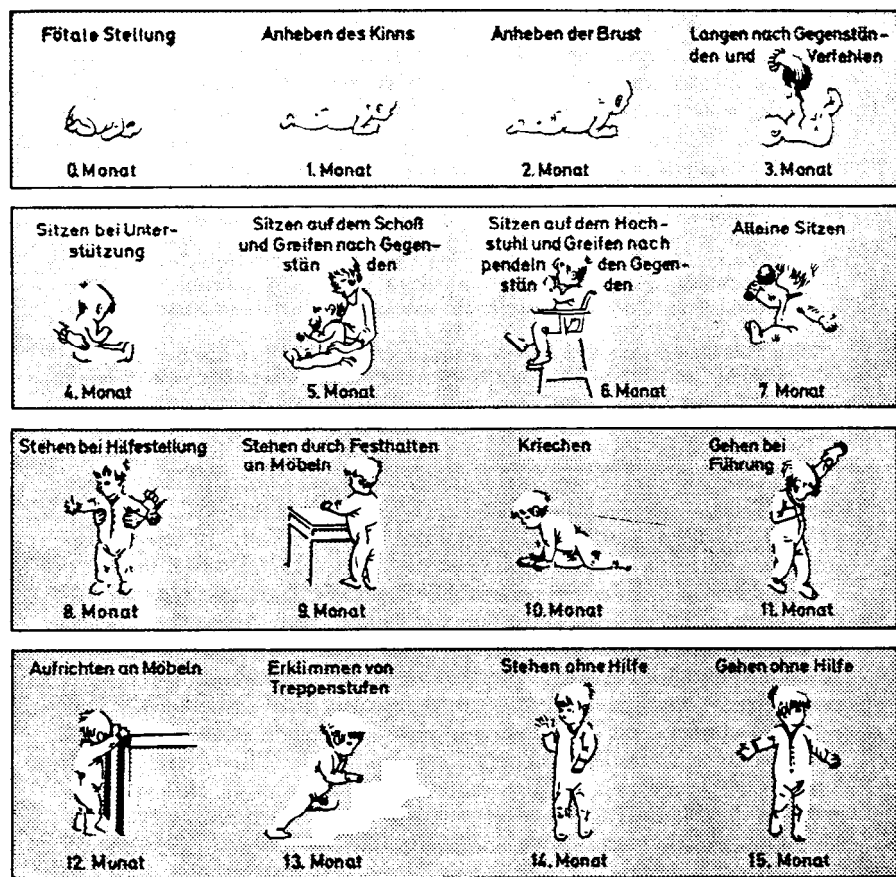 Fötale Stellung
0. Monat
Anheben des Kinns
1. Monat
Anheben der Brust
2. Monat
Langen nach Gegenstän-
den und Verfehlen
3. Monat
Sitzen bei Unter-
stützung
4. Monat
Sitzen auf dem Schoß
und Greifen nach Gegen-
stän den
5. Monat
Sitzen auf dem Hoch-
stuhl und Greifen nach
pendeln den Gegen-
stän den
6. Monat
Alleine Sitzen
7. Monat
Stehen bei Hilfestellung
8. Monat
Stehen durch Festhalten
an Möbeln
9. Monat
Kriechen
10. Monat
Gehen bei
Führung
11. Monat
Aufrichten an Möbeln
12. Monat
Erklimmen von
Treppenstufen
13. Monat
Stehen ohne Hilfe
14. Monat
Gehen ohne Hilfe
15. Monat